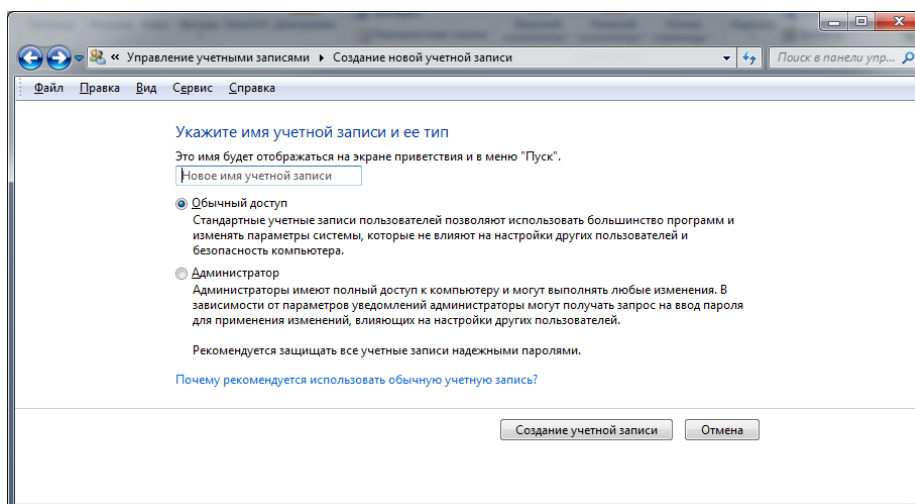 « Управление учетными записями ▸ Создание новой учетной записи
Поиск в панели упр...
Файл Правка Вид Сервис Справка
Укажите имя учетной записи и ее тип
Это имя будет отображаться на экране приветствия и в меню "Пуск".
Новое имя учетной записи
Обычный доступ
Стандартные учетные записи пользователей позволяют использовать большинство программ и
изменять параметры системы, которые не влияют на настройки других пользователей и
безопасность компьютера.
Администратор
Администраторы имеют полный доступ к компьютеру и могут выполнять любые изменения. В
зависимости от параметров уведомлений администраторы могут получать запрос на ввод пароля
для применения изменений, влияющих на настройки других пользователей.
Рекомендуется защищать все учетные записи надежными паролями.
Почему рекомендуется использовать обычную учетную запись?
Создание учетной записи Отмена